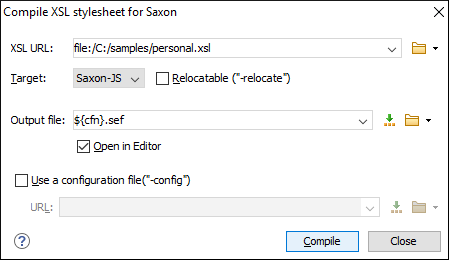 Compile XSL stylesheet for Saxon
XSL URL: file:/C:/samples/personal.xsl
Target: Saxon-JS Relocatable ("-relocate")
Output file: ${cfn}.sef
Open in Editor
Use a configuration file("-config")
URL:
? Compile Close